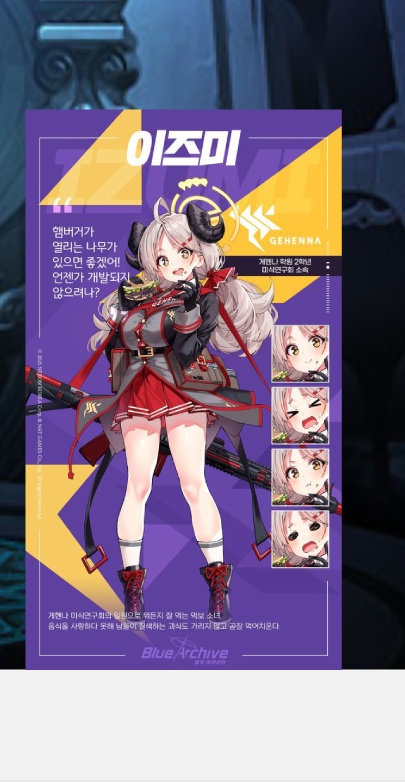 이즈미
IZUMI
햄버거가
열리는 나무가
있으면 좋겠어!
언젠가 개발되지
않으려나?
GEHENNA
게헨나 학원 2학년
미식연구회 소속
게헨나 미식연구회의 일원으로 뭐든지 잘 먹는 먹보 소녀.
음식을 사랑하다 못해 남들이 질색하는 괴식도 가리지 않고 곧잘 먹어치운다.
Blue Archive